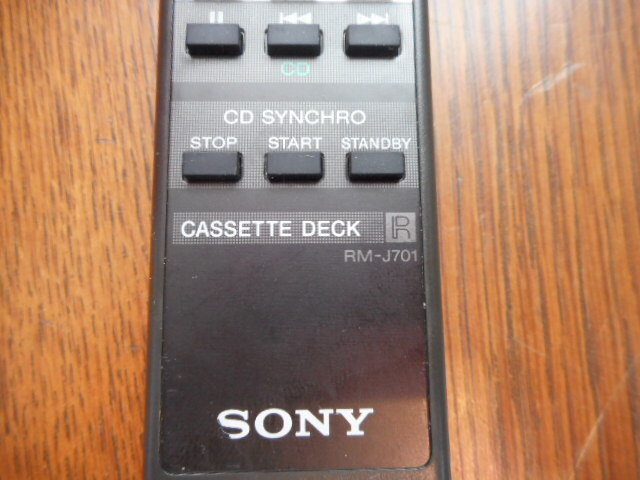 CD
CD SYNCHRO
STOP START STANDBY
CASSETTE DECK R
RM-J701
SONY